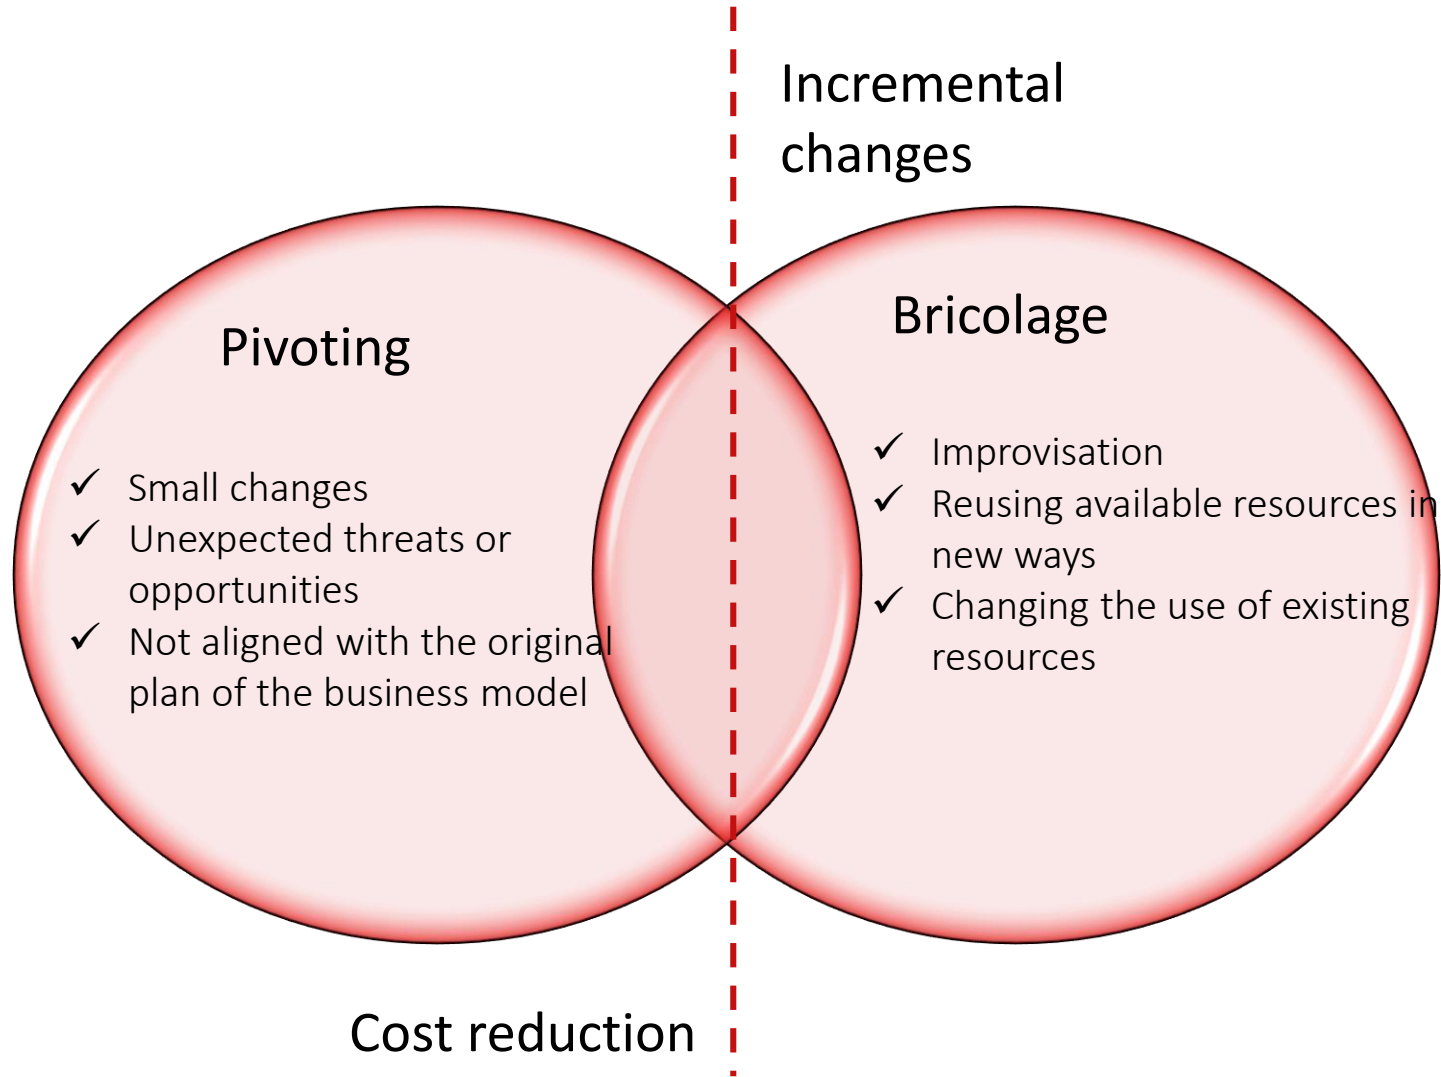 Incremental
changes
Pivoting
✓ Small changes
✓ Unexpected threats or
opportunities
✓ Not aligned with the original
plan of the business model
Bricolage
✓ Improvisation
✓ Reusing available resources in
new ways
✓ Changing the use of existing
resources
Cost reduction